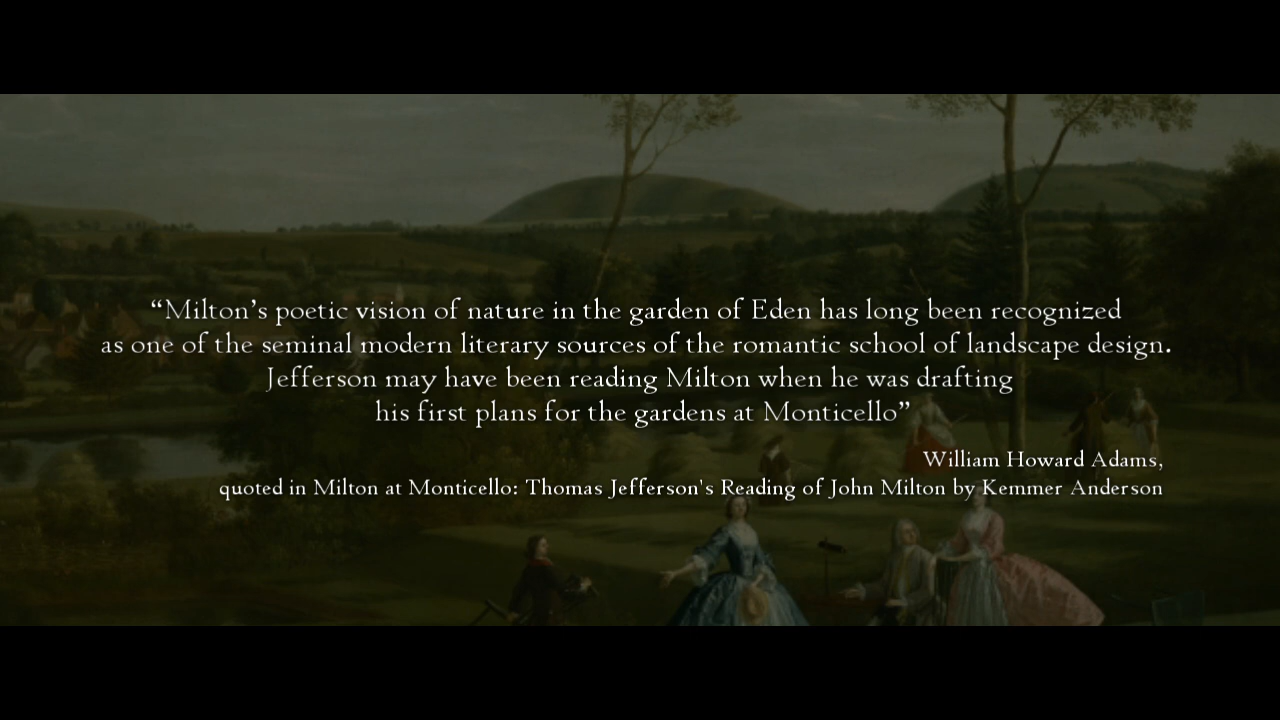 “Milton’s poetic vision of nature in the garden of Eden has long been recognized
as one of the seminal modern literary sources of the romantic school of landscape design.
Jefferson may have been reading Milton when he was drafting
his first plans for the gardens at Monticello”
William Howard Adams,
quoted in Milton at Monticello: Thomas Jefferson's Reading of John Milton by Kemmer Anderson